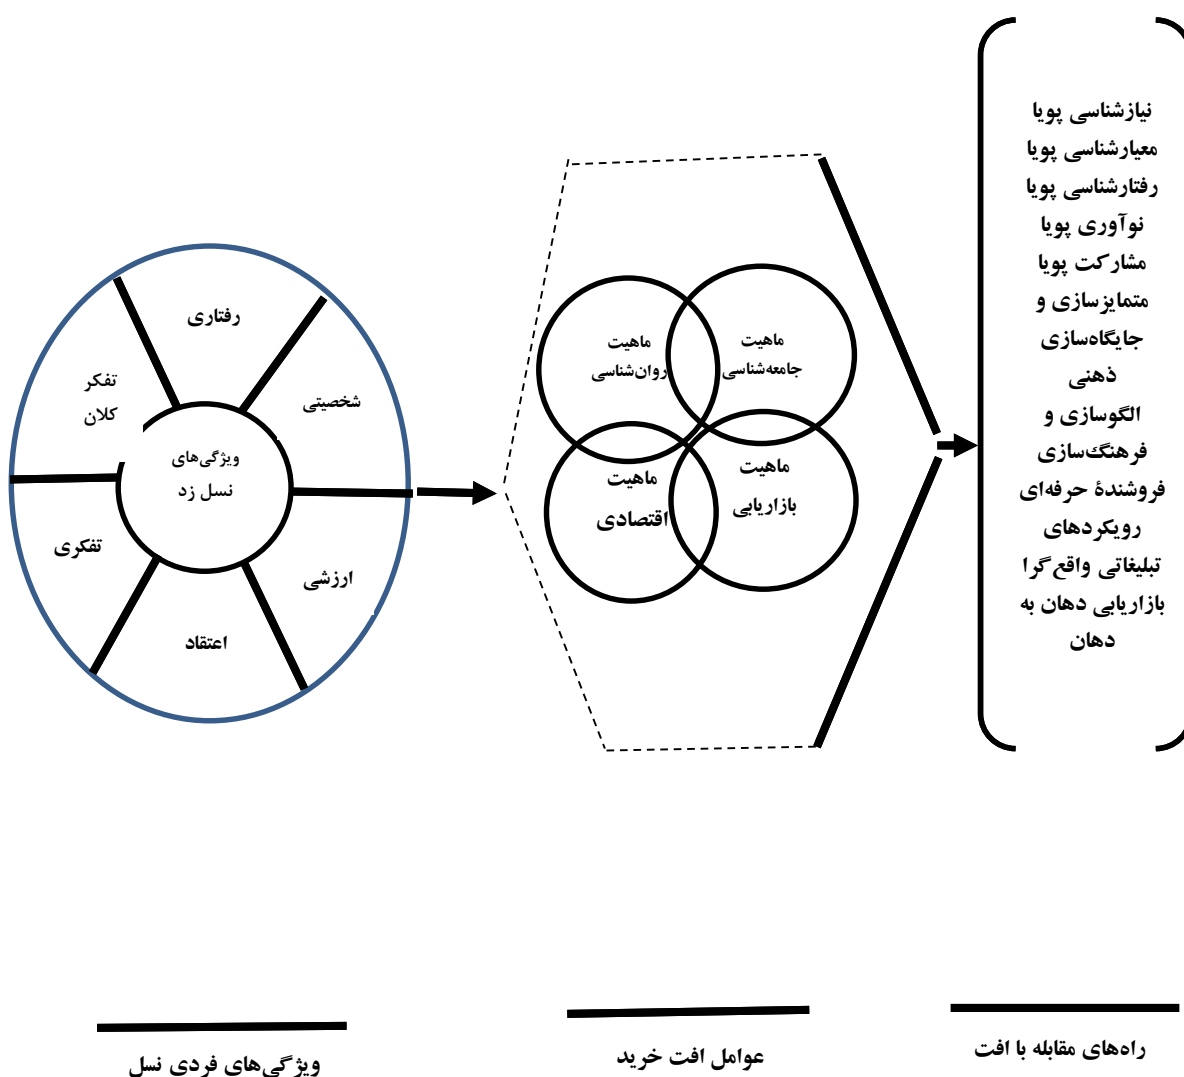 نیازشناسی پویا
معیارشناسی پویا
رفتارشناسی پویا
نوآوری پویا
مشارکت پویا
متمایزسازی و
جایگاه‌سازی
ذهنی
الگوسازی و
فرهنگ‌سازی
فروشندهٔ حرفه‌ای
رویکردهای
تبلیغاتی واقع‌گرا
بازاریابی دهان به
دهان
ماهیت
جامعه‌شناسی
ماهیت
روان‌شناسی
ماهیت
بازاریابی
ماهیت
اقتصادی
رفتاری
شخصیتی
تفکر
کلان
ویژگی‌های
نسل زد
تفکری
ارزشی
اعتقاد
راه‌های مقابله با افت
عوامل افت خرید
ویژگی‌های فردی نسل